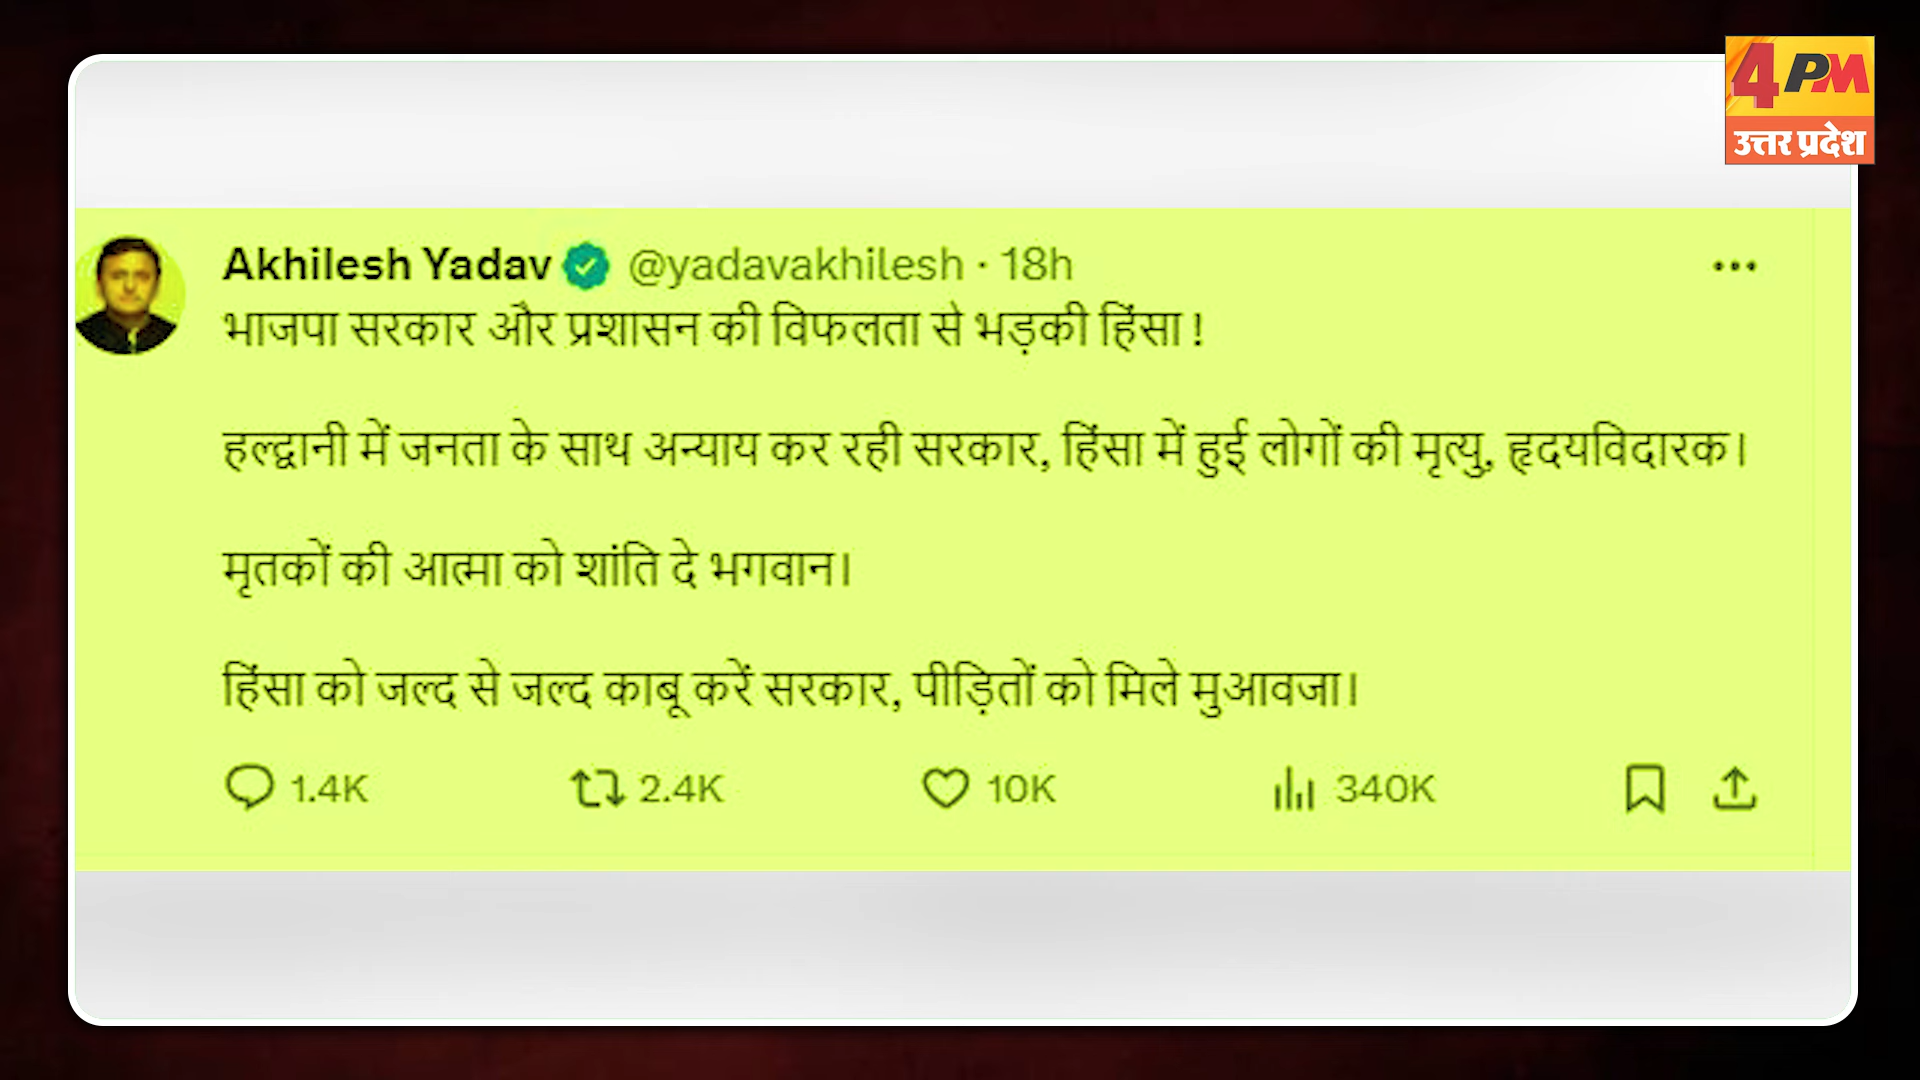 4PM
उत्तर प्रदेश
Akhilesh Yadav @yadavakhilesh · 18h
भाजपा सरकार और प्रशासन की विफलता से भड़की हिंसा !
हल्द्वानी में जनता के साथ अन्याय कर रही सरकार, हिंसा में हुई लोगों की मृत्यु, हृदयविदारक।
मृतकों की आत्मा को शांति दे भगवान।
हिंसा को जल्द से जल्द काबू करें सरकार, पीड़ितों को मिले मुआवजा।
1.4K 2.4K 10K 340K